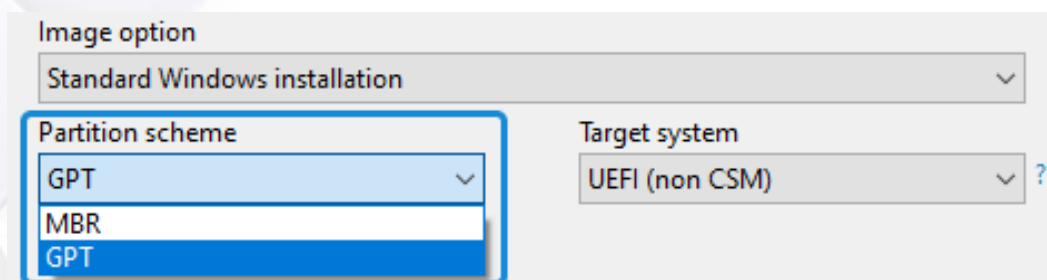 Image option
Standard Windows installation
Partition scheme
Target system
GPT
UEFI (non CSM)
?
MBR
GPT